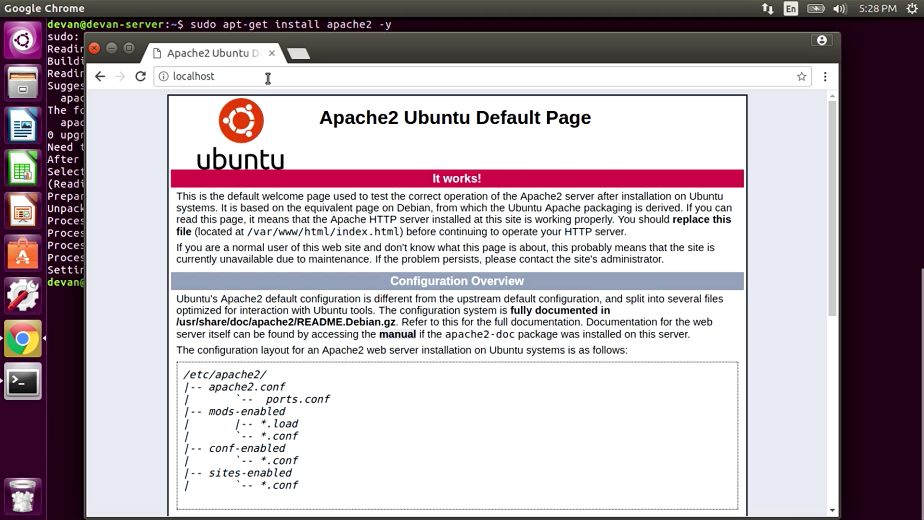 Google Chrome
En
5:28 PM
devan@devan-server:~$ sudo apt-get install apache2 -y
sudo:
Readin
Buildi
Readin
Sugges
apac
The fo
apac
0 upgr
Need t
After
Select
(Readi
Prepar
Unpack
Proces
Proces
Proces
Proces
Settin
devan@
Apache2 Ubuntu D
localhost
ubuntu
Apache2 Ubuntu Default Page
It works!
This is the default welcome page used to test the correct operation of the Apache2 server after installation on Ubuntu
systems. It is based on the equivalent page on Debian, from which the Ubuntu Apache packaging is derived. If you can
read this page, it means that the Apache HTTP server installed at this site is working properly. You should replace this
file (located at /var/www/html/index.html) before continuing to operate your HTTP server.
If you are a normal user of this web site and don't know what this page is about, this probably means that the site is
currently unavailable due to maintenance. If the problem persists, please contact the site's administrator.
Configuration Overview
Ubuntu's Apache2 default configuration is different from the upstream default configuration, and split into several files
optimized for interaction with Ubuntu tools. The configuration system is fully documented in
/usr/share/doc/apache2/README.Debian.gz. Refer to this for the full documentation. Documentation for the web
server itself can be found by accessing the manual if the apache2-doc package was installed on this server.
The configuration layout for an Apache2 web server installation on Ubuntu systems is as follows:
/etc/apache2/
|-- apache2.conf
|       `--  ports.conf
|-- mods-enabled
|       |-- *.load
|       `-- *.conf
|-- conf-enabled
|       `-- *.conf
|-- sites-enabled
|       `-- *.conf